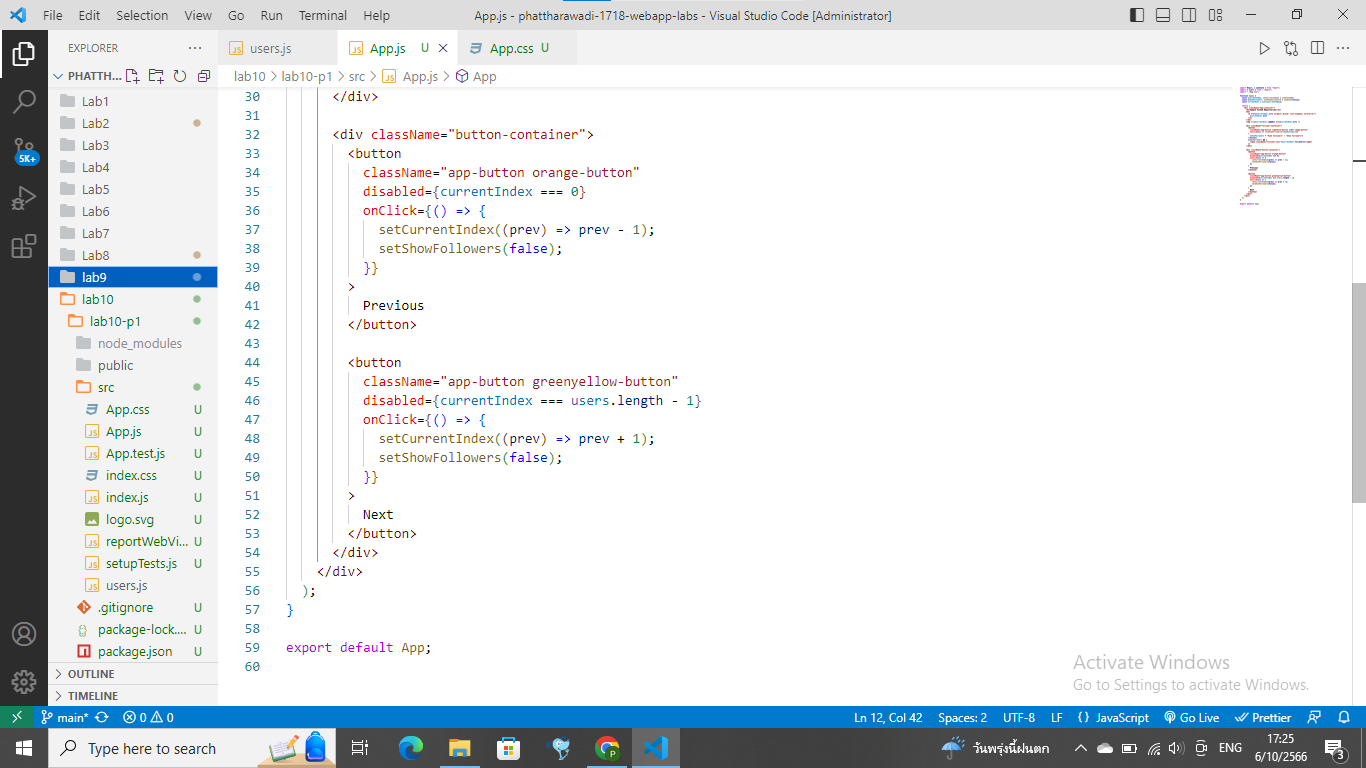 File Edit Selection View Go Run Terminal Help App.js - phattharawadi-1718-webapp-labs - Visual Studio Code [Administrator]
EXPLORER
PHATTH...
Lab1
Lab2
Lab3
Lab4
Lab5
Lab6
Lab7
Lab8
lab9
lab10
lab10-p1
node_modules
public
src
App.css U
App.js U
App.test.js U
index.css U
index.js U
logo.svg U
reportWebVi... U
setupTests.js U
users.js
.gitignore U
package-lock.... U
package.json U
OUTLINE
TIMELINE
5K+
users.js App.js U App.css U
lab10 > lab10-p1 > src > App.js > App
30 </div>
31
32 <div className="button-container">
33 <button
34 className="app-button orange-button"
35 disabled={currentIndex === 0}
36 onClick={() => {
37 setCurrentIndex((prev) => prev - 1);
38 setShowFollowers(false);
39 }}
40 >
41 Previous
42 </button>
43
44 <button
45 className="app-button greenyellow-button"
46 disabled={currentIndex === users.length - 1}
47 onClick={() => {
48 setCurrentIndex((prev) => prev + 1);
49 setShowFollowers(false);
50 }}
51 >
52 Next
53 </button>
54 </div>
55 </div>
56 );
57 }
58
59 export default App;
60
Activate Windows
Go to Settings to activate Windows.
main* 0 0 Ln 12, Col 42 Spaces: 2 UTF-8 LF {} JavaScript Go Live Prettier
Type here to search วันพรุ่งนี้ฝนตก ENG 17:25
6/10/2566
3